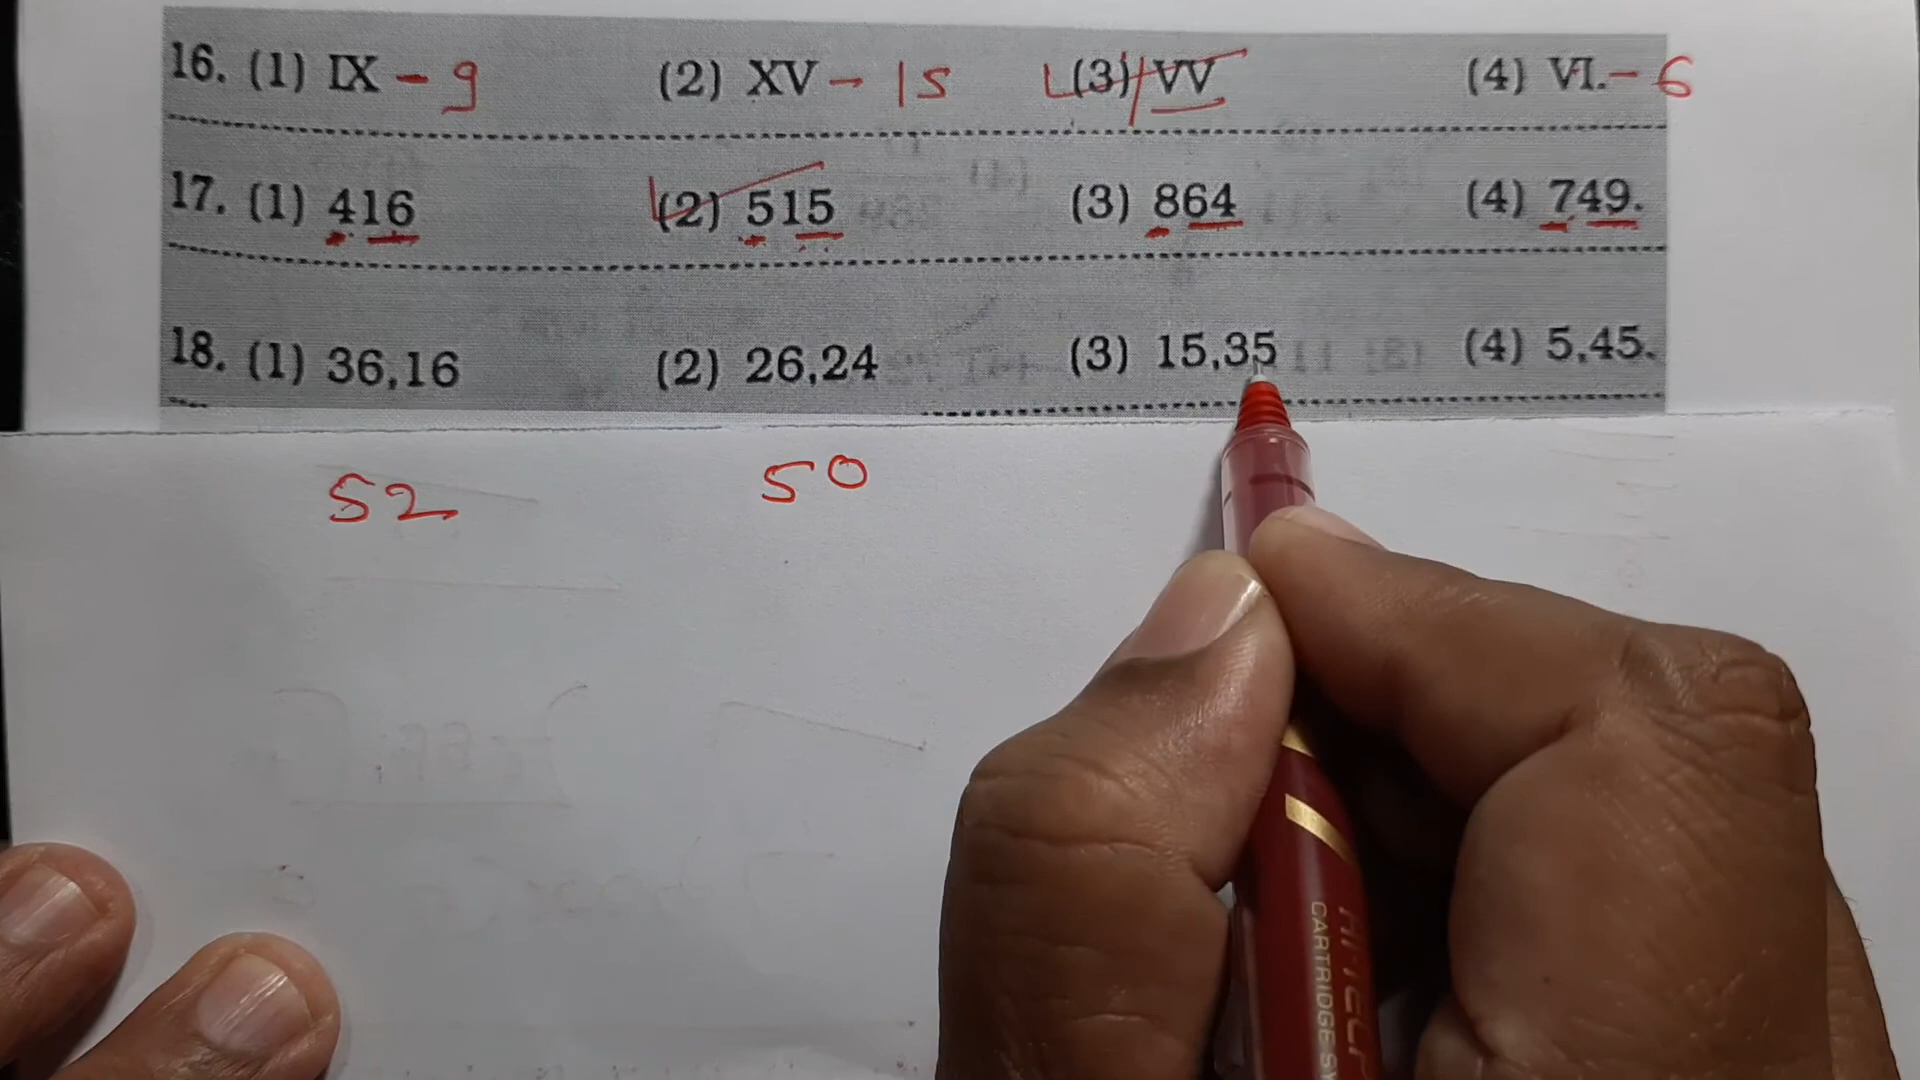 16. (1) IX - 9 (2) XV - 15 (3) VV (4) VI. - 6
17. (1) 416 (2) 515 (3) 864 (4) 749.
18. (1) 36,16 (2) 26,24 (3) 15,35 (4) 5,45.
52 50
CARTRIDGE SY